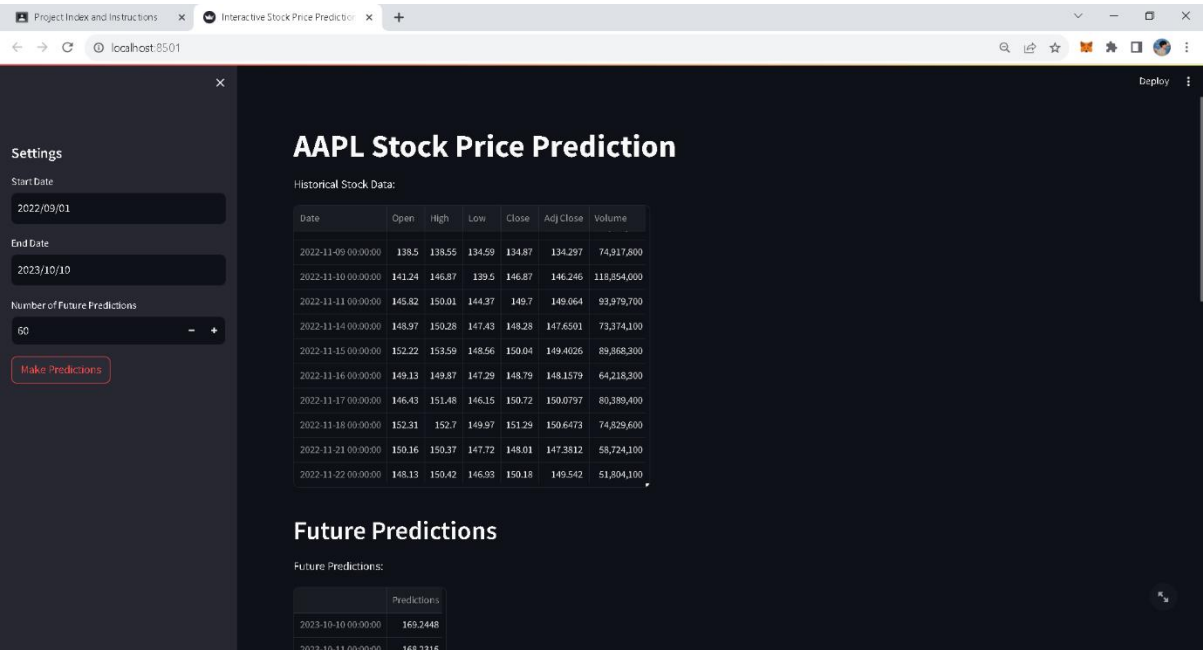 Project Index and Instructions
Interactive Stock Price Prediction
localhost:8501
Deploy
Settings
Start Date
2022/09/01
End Date
2023/10/10
Number of Future Predictions
60 − +
Make Predictions
AAPL Stock Price Prediction
Historical Stock Data:
Date Open High Low Close Adj Close Volume
2022-11-09 00:00:00 138.5 138.55 134.59 134.87 134.297 74,917,800
2022-11-10 00:00:00 141.24 146.87 139.5 146.87 146.246 118,854,000
2022-11-11 00:00:00 145.82 150.01 144.37 149.7 149.064 93,979,700
2022-11-14 00:00:00 148.97 150.28 147.43 148.28 147.6501 73,374,100
2022-11-15 00:00:00 152.22 153.59 148.56 150.04 149.4026 89,868,300
2022-11-16 00:00:00 149.13 149.87 147.29 148.79 148.1579 64,218,300
2022-11-17 00:00:00 146.43 151.48 146.15 150.72 150.0797 80,389,400
2022-11-18 00:00:00 152.31 152.7 149.97 151.29 150.6473 74,829,600
2022-11-21 00:00:00 150.16 150.37 147.72 148.01 147.3812 58,724,100
2022-11-22 00:00:00 148.13 150.42 146.93 150.18 149.542 51,804,100
Future Predictions
Future Predictions:
Predictions
2023-10-10 00:00:00 169.2448
2023-10-11 00:00:00 168.2316